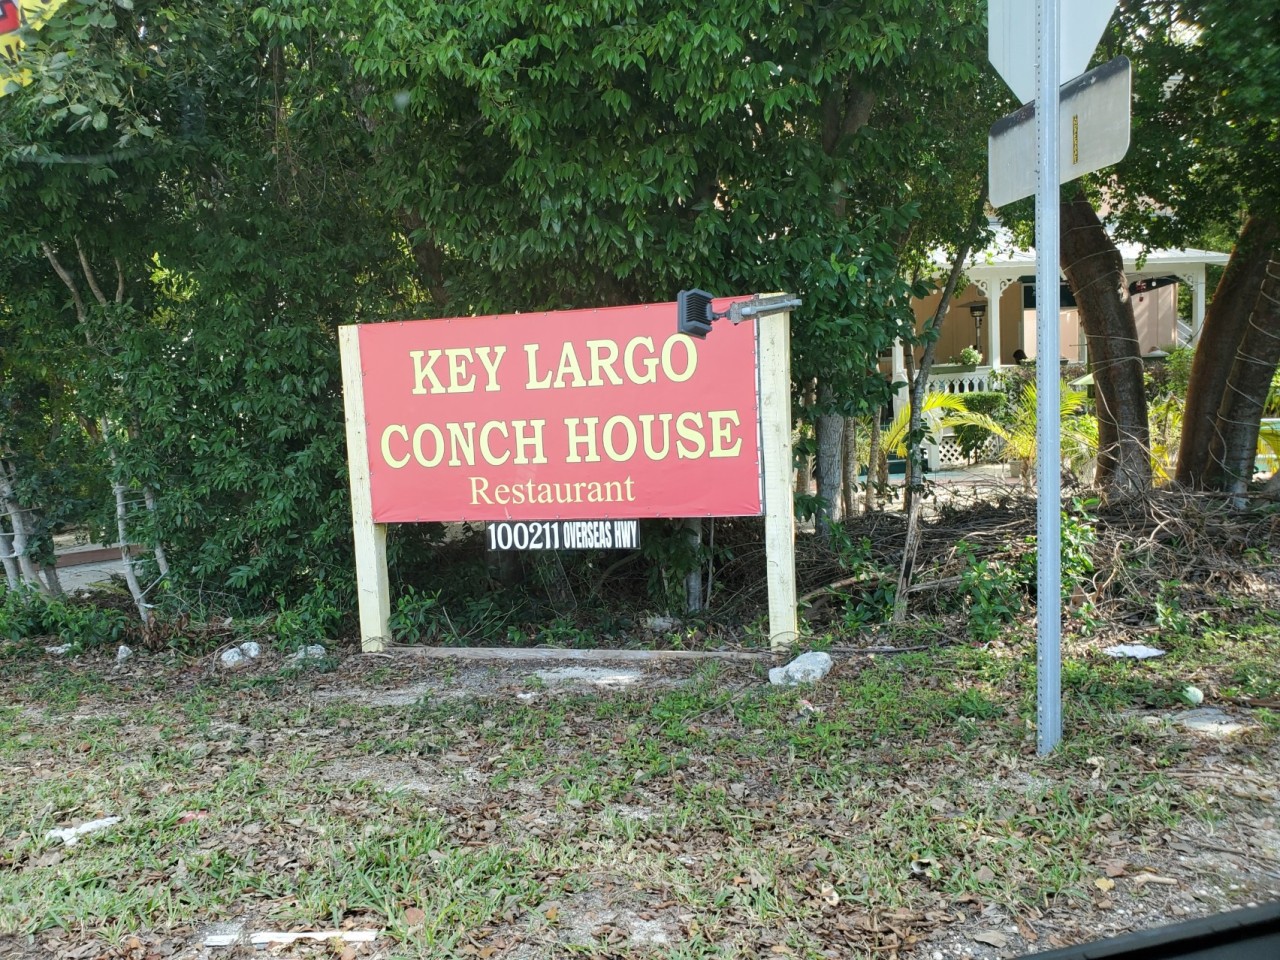 KEY LARGO
CONCH HOUSE
Restaurant
100211 OVERSEAS HWY